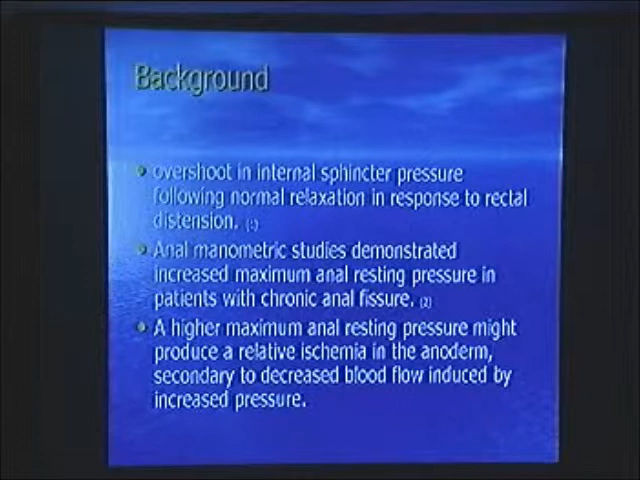 Background
• overshoot in internal sphincter pressure
following normal relaxation in response to rectal
distension. (1)
• Anal manometric studies demonstrated
increased maximum anal resting pressure in
patients with chronic anal fissure. (2)
• A higher maximum anal resting pressure might
produce a relative ischemia in the anoderm,
secondary to decreased blood flow induced by
increased pressure.